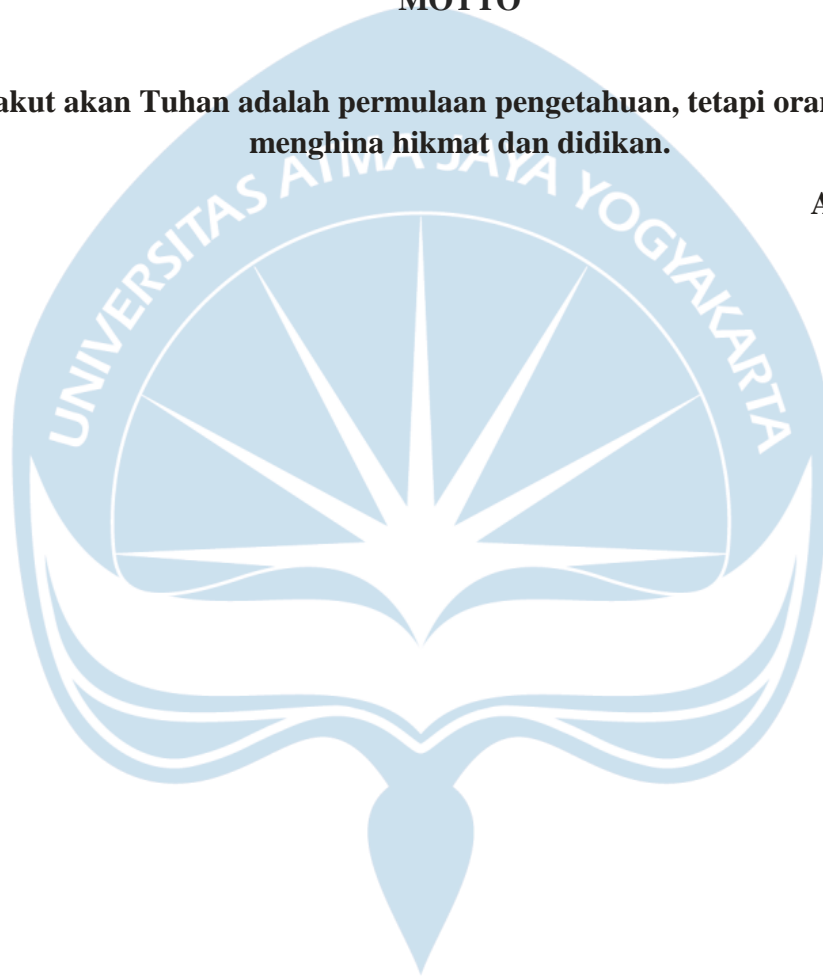 MOTTO
akut akan Tuhan adalah permulaan pengetahuan, tetapi oran
menghina hikmat dan didikan.
A
UNIVERSITAS ATMA JAYA YOGYAKARTA